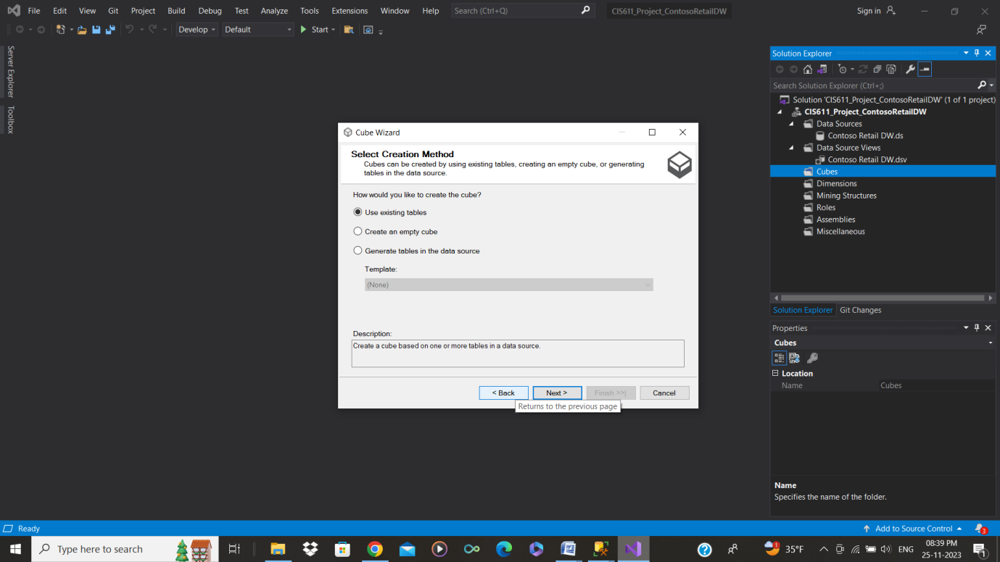 File Edit View Git Project Build Debug Test Analyze Tools Extensions Window Help Search (Ctrl+Q) CIS611_Project_ContosoRetailDW Sign in
Develop Default Start
Server Explorer
Toolbox
Cube Wizard
Select Creation Method
Cubes can be created by using existing tables, creating an empty cube, or generating
tables in the data source.
How would you like to create the cube?
Use existing tables
Create an empty cube
Generate tables in the data source
Template:
(None)
Description:
Create a cube based on one or more tables in a data source.
< Back Next > Finish >>| Cancel
Returns to the previous page
Solution Explorer
Search Solution Explorer (Ctrl+;)
Solution 'CIS611_Project_ContosoRetailDW' (1 of 1 project)
CIS611_Project_ContosoRetailDW
Data Sources
Contoso Retail DW.ds
Data Source Views
Contoso Retail DW.dsv
Cubes
Dimensions
Mining Structures
Roles
Assemblies
Miscellaneous
Solution Explorer Git Changes
Properties
Cubes
Location
Name Cubes
Name
Specifies the name of the folder.
Ready Add to Source Control 3
Type here to search 1 35°F ENG 08:39 PM
25-11-2023 1